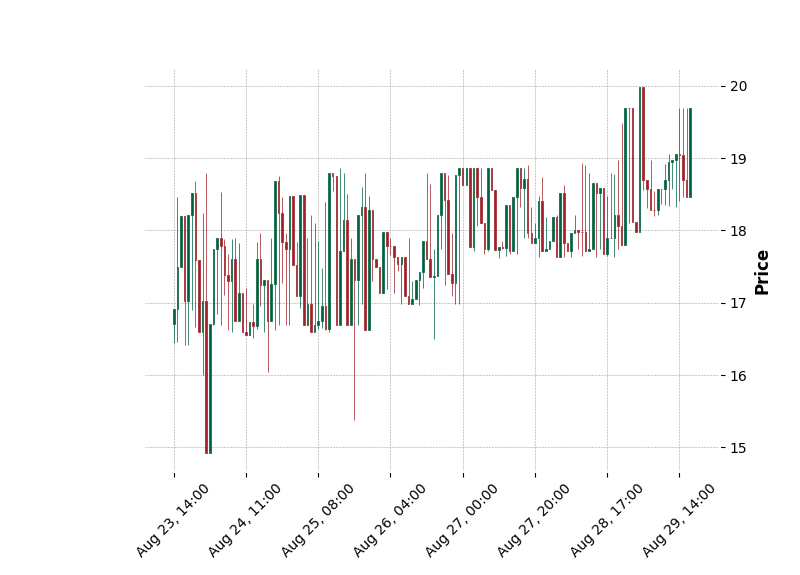 20
19
18
17
16
15
Price
Aug 23, 14:00
Aug 24, 11:00
Aug 25, 08:00
Aug 26, 04:00
Aug 27, 00:00
Aug 27, 20:00
Aug 28, 17:00
Aug 29, 14:00